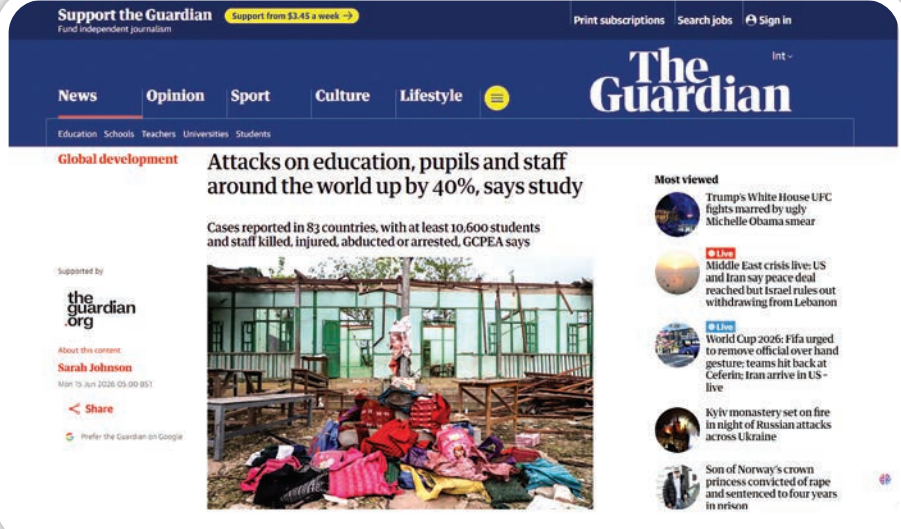 Support the Guardian
Fund independent journalism
Support from $3.45 a week →
Print subscriptions
Search jobs
Sign in
Int
The
Guardian
News
Opinion
Sport
Culture
Lifestyle
Education
Schools
Teachers
Universities
Students
Global development
Attacks on education, pupils and staff
around the world up by 40%, says study
Cases reported in 83 countries, with at least 10,600 students
and staff killed, injured, abducted or arrested, GCPEA says
Supported by
the
guardian
.org
About this content
Sarah Johnson
Mon 15 Jun 2026 05:00 BST
Share
Prefer the Guardian on Google
Most viewed
Trump's White House UFC
fights marred by ugly
Michelle Obama smear
Live
Middle East crisis live: US
and Iran say peace deal
reached but Israel rules out
withdrawing from Lebanon
Live
World Cup 2026: Fifa urged
to remove official over hand
gesture; teams hit back at
Ceferin; Iran arrive in US –
live
Kyiv monastery set on fire
in night of Russian attacks
across Ukraine
Son of Norway's crown
princess convicted of rape
and sentenced to four years
in prison